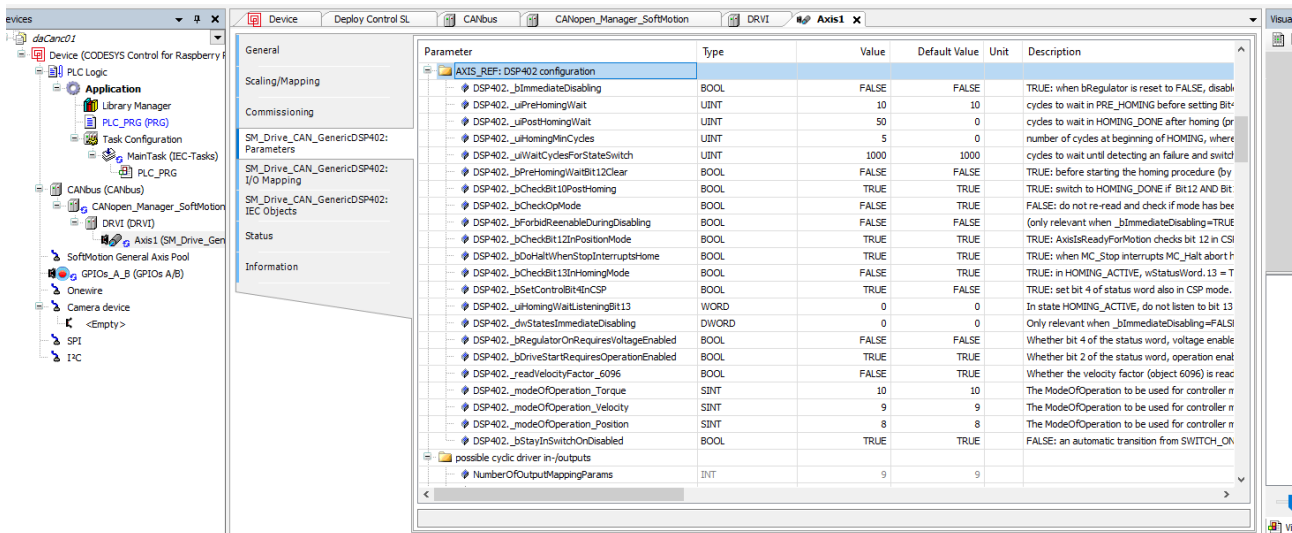 evices
Device
Deploy Control SL
CANbus
CANopen_Manager_SoftMotion
DRVI
Axis1
Visua
daCanc01
Device (CODESYS Control for Raspberry P
PLC Logic
Application
Library Manager
PLC_PRG (PRG)
Task Configuration
MainTask (IEC-Tasks)
PLC_PRG
CANbus (CANbus)
CANopen_Manager_SoftMotion
DRVI (DRVI)
Axis1 (SM_Drive_Gen
SoftMotion General Axis Pool
GPIOs_A_B (GPIOs A/B)
Onewire
Camera device
<Empty>
SPI
I²C
General
Scaling/Mapping
Commissioning
SM_Drive_CAN_GenericDSP402:
Parameters
SM_Drive_CAN_GenericDSP402:
I/O Mapping
SM_Drive_CAN_GenericDSP402:
IEC Objects
Status
Information
Parameter Type Value Default Value Unit Description
AXIS_REF: DSP402 configuration
DSP402._bImmediateDisabling BOOL FALSE FALSE TRUE: when bRegulator is reset to FALSE, disabl
DSP402._uiPreHomingWait UINT 10 10 cycles to wait in PRE_HOMING before setting Bit4
DSP402._uiPostHomingWait UINT 50 0 cycles to wait in HOMING_DONE after homing (pr
DSP402._uiHomingMinCycles UINT 5 0 number of cycles at beginning of HOMING, where
DSP402._uiWaitCyclesForStateSwitch UINT 1000 1000 cycles to wait until detecting an failure and switch
DSP402._bPreHomingWaitBit12Clear BOOL FALSE FALSE TRUE: before starting the homing procedure (by
DSP402._bCheckBit10PostHoming BOOL TRUE TRUE TRUE: switch to HOMING_DONE if Bit12 AND Bit
DSP402._bCheckOpMode BOOL FALSE TRUE FALSE: do not re-read and check if mode has bee
DSP402._bForbidReenableDuringDisabling BOOL FALSE FALSE (only relevant when _bImmediateDisabling=TRUE
DSP402._bCheckBit12InPositionMode BOOL TRUE TRUE TRUE: AxisIsReadyForMotion checks bit 12 in CS
DSP402._bDoHaltWhenStopInterruptsHome BOOL TRUE TRUE TRUE: when MC_Stop interrupts MC_Halt abort h
DSP402._bCheckBit13InHomingMode BOOL FALSE TRUE TRUE: in HOMING_ACTIVE, wStatusWord.13 = T
DSP402._bSetControlBit4InCSP BOOL TRUE FALSE TRUE: set bit 4 of status word also in CSP mode.
DSP402._uiHomingWaitListeningBit13 WORD 0 0 In state HOMING_ACTIVE, do not listen to bit 13
DSP402._dwStatesImmediateDisabling DWORD 0 0 Only relevant when _bImmediateDisabling=FALS
DSP402._bRegulatorOnRequiresVoltageEnabled BOOL FALSE FALSE Whether bit 4 of the status word, voltage enable
DSP402._bDriveStartRequiresOperationEnabled BOOL TRUE TRUE Whether bit 2 of the status word, operation enal
DSP402._readVelocityFactor_6096 BOOL FALSE TRUE Whether the velocity factor (object 6096) is reac
DSP402._modeOfOperation_Torque SINT 10 10 The ModeOfOperation to be used for controller m
DSP402._modeOfOperation_Velocity SINT 9 9 The ModeOfOperation to be used for controller m
DSP402._modeOfOperation_Position SINT 8 8 The ModeOfOperation to be used for controller m
DSP402._bStayInSwitchOnDisabled BOOL TRUE TRUE FALSE: an automatic transition from SWITCH_ON
possible cyclic driver in-/outputs
NumberOfOutputMappingParams INT 9 9
Vi